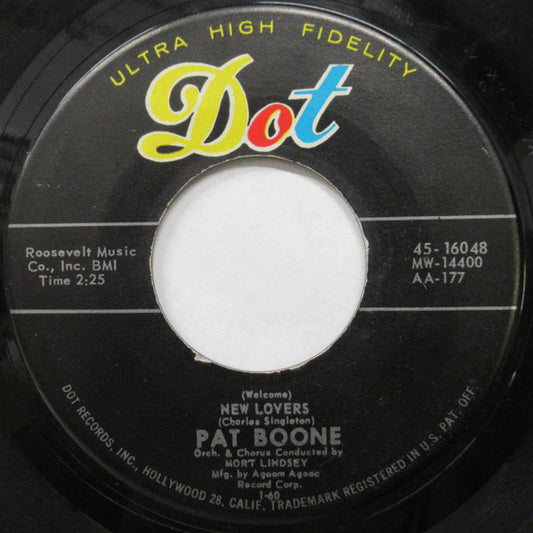 ULTRA HIGH FIDELITY
Dot
Roosevelt Music
Co., Inc. BMI
Time 2:25
45-16048
MW-14400
AA-177
(Welcome)
NEW LOVERS
(Charles Singleton)
PAT BOONE
Orch. & Chorus Conducted by
MORT LINDSEY
Mfg. by Agaom Agaoc
Record Corp.
1-60
DOT RECORDS, INC., HOLLYWOOD 28, CALIF. TRADEMARK REGISTERED IN U.S. PAT. OFF.